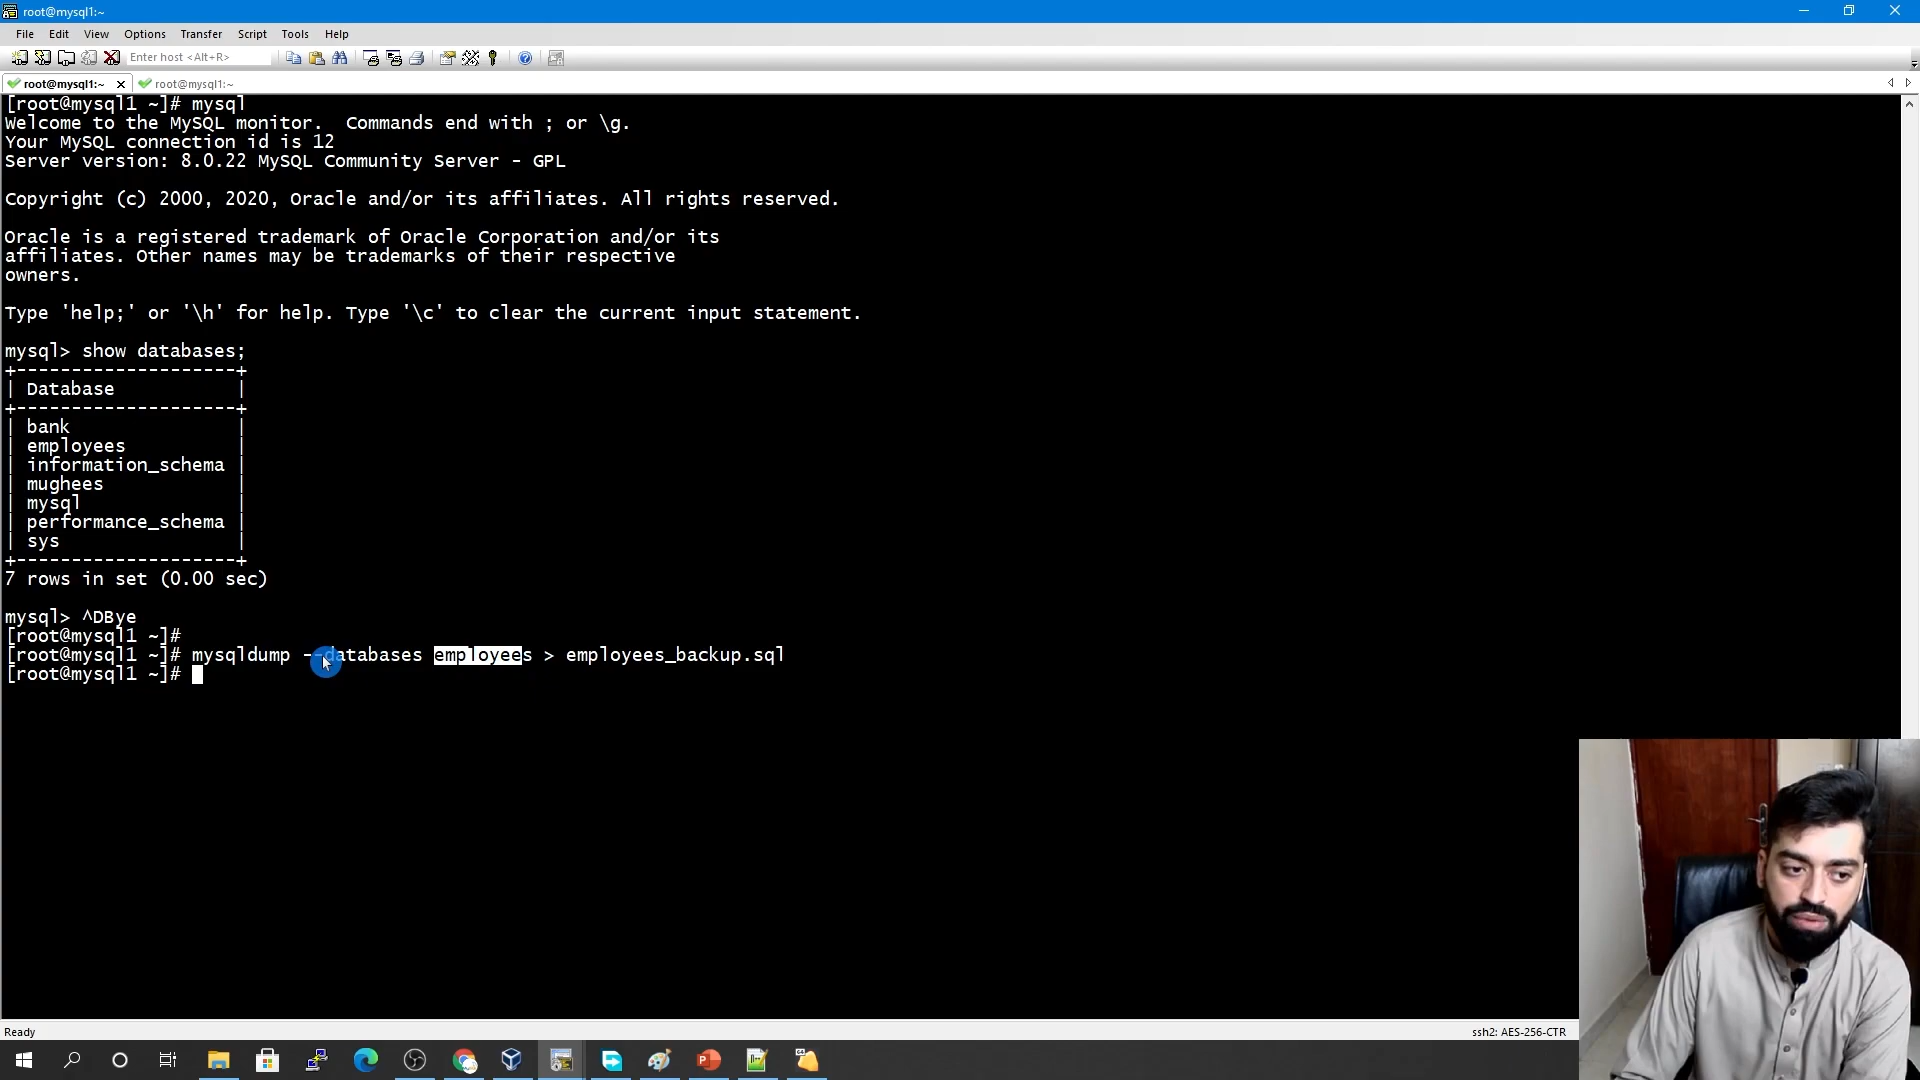 root@mysql1:~
File Edit View Options Transfer Script Tools Help
Enter host <Alt+R>
root@mysql1:~ root@mysql1:~
[root@mysql1 ~]# mysql
Welcome to the MySQL monitor.  Commands end with ; or \g.
Your MySQL connection id is 12
Server version: 8.0.22 MySQL Community Server - GPL
Copyright (c) 2000, 2020, Oracle and/or its affiliates. All rights reserved.
Oracle is a registered trademark of Oracle Corporation and/or its
affiliates. Other names may be trademarks of their respective
owners.
Type 'help;' or '\h' for help. Type '\c' to clear the current input statement.
mysql> show databases;
+--------------------+
| Database           |
+--------------------+
| bank               |
| employees          |
| information_schema |
| mughees            |
| mysql              |
| performance_schema |
| sys                |
+--------------------+
7 rows in set (0.00 sec)
mysql> ^DBye
[root@mysql1 ~]#
[root@mysql1 ~]# mysqldump --databases employees > employees_backup.sql
[root@mysql1 ~]#
Ready ssh2: AES-256-CTR